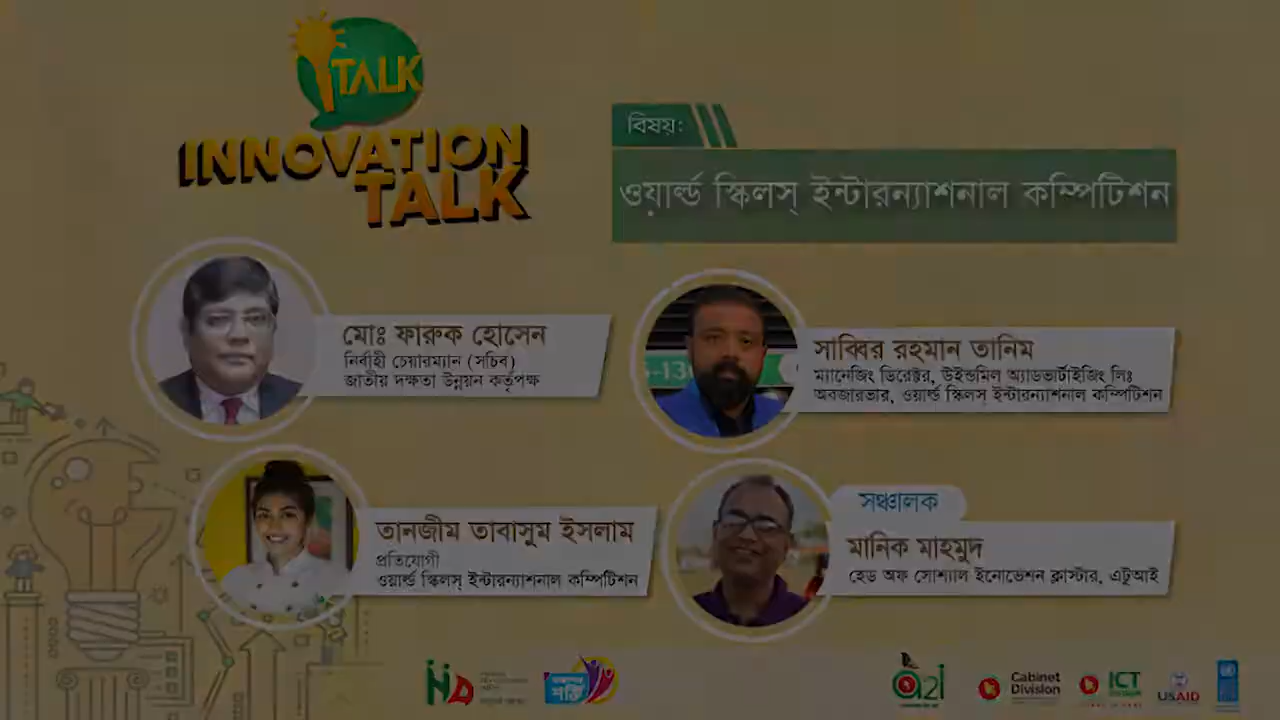 iTALK
INNOVATION
TALK
বিষয়:
ওয়ার্ল্ড স্কিলস্ ইন্টারন্যাশনাল কম্পিটিশন
মোঃ ফারুক হোসেন
নির্বাহী চেয়ারম্যান (সচিব)
জাতীয় দক্ষতা উন্নয়ন কর্তৃপক্ষ
সাব্বির রহমান তানিম
ম্যানেজিং ডিরেক্টর, উইন্ডমিল অ্যাডভার্টাইজিং লিঃ
অবজারভার, ওয়ার্ল্ড স্কিলস্ ইন্টারন্যাশনাল কম্পিটিশন
তানজীম তাবাসুম ইসলাম
প্রতিযোগী
ওয়ার্ল্ড স্কিলস্ ইন্টারন্যাশনাল কম্পিটিশন
সঞ্চালক
মানিক মাহমুদ
হেড অফ সোশ্যাল ইনোভেশন ক্লাস্টার, এটুআই
a2i
Cabinet
Division
ICT
USAID